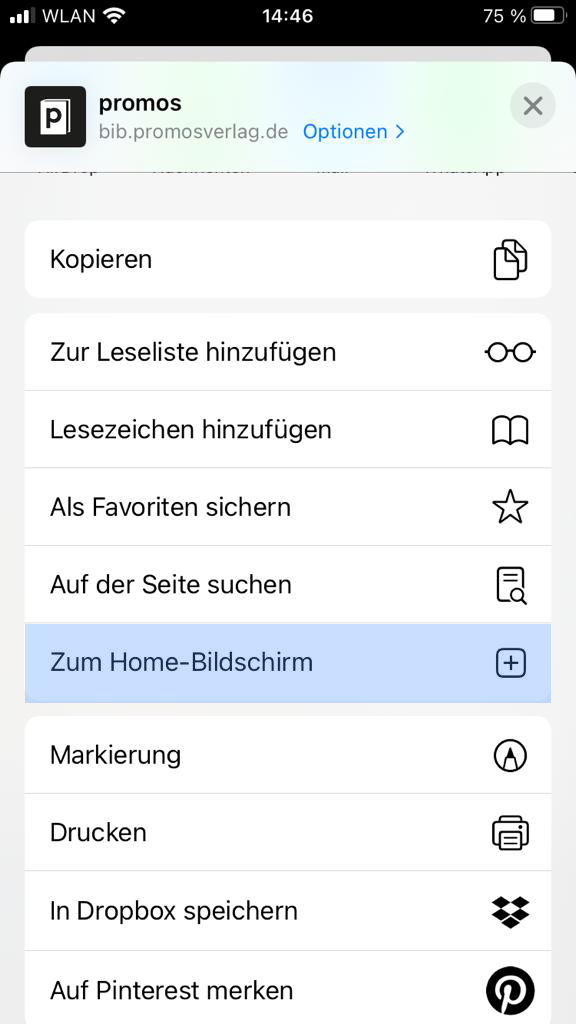 WLAN 14:46 75 %
p
promos
bib.promosverlag.de Optionen >
Kopieren
Zur Leseliste hinzufügen
Lesezeichen hinzufügen
Als Favoriten sichern
Auf der Seite suchen
Zum Home-Bildschirm
Markierung
Drucken
In Dropbox speichern
Auf Pinterest merken